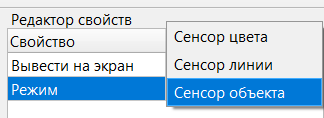 Редактор свойств
Свойство
Вывести на экран
Режим
Сенсор цвета
Сенсор линии
Сенсор объекта